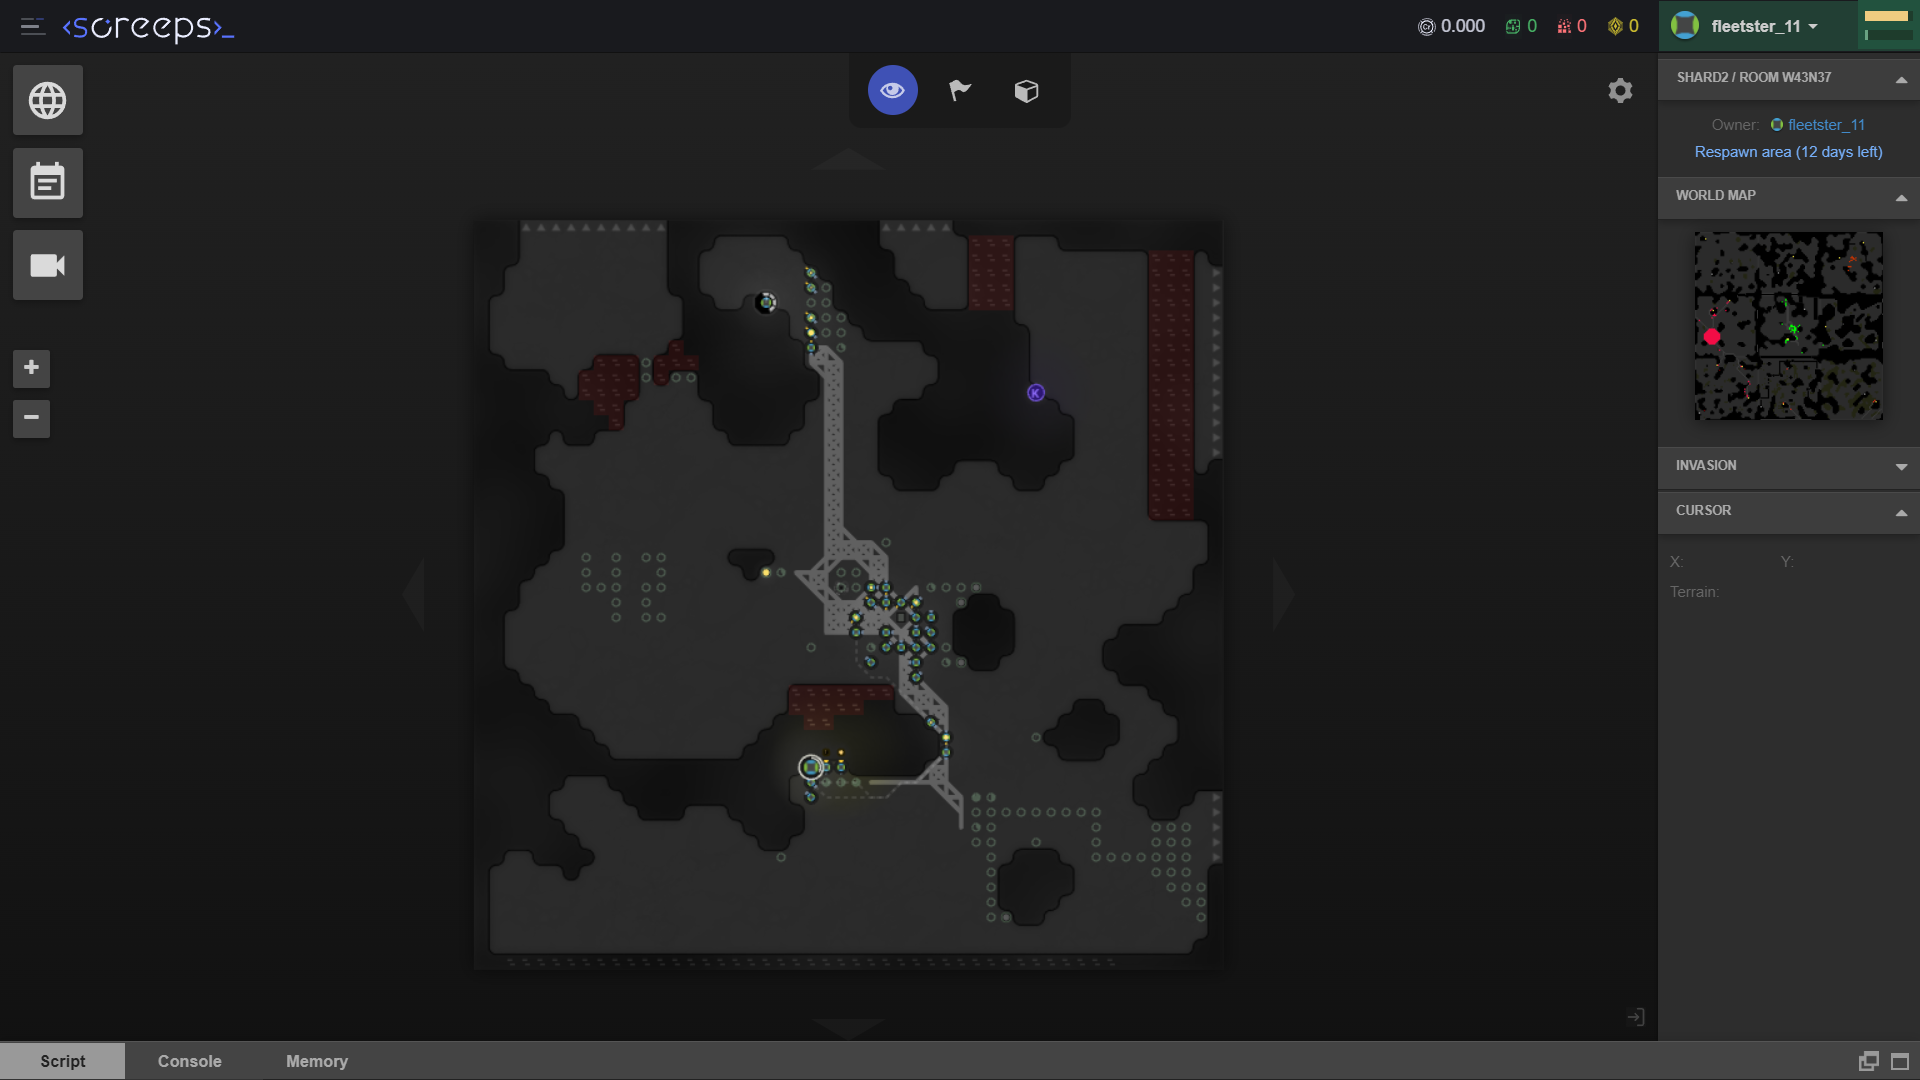 screeps
0.000
0
0
0
fleetster_11
SHARD2 / ROOM W43N37
Owner: fleetster_11
Respawn area (12 days left)
WORLD MAP
K
INVASION
CURSOR
X: Y:
Terrain:
Script
Console
Memory